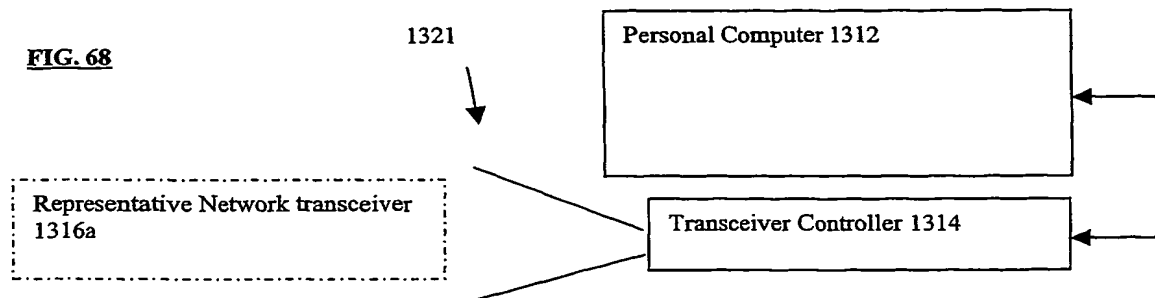 FIG. 68
1321
Personal Computer 1312
Representative Network transceiver
1316a
Transceiver Controller 1314